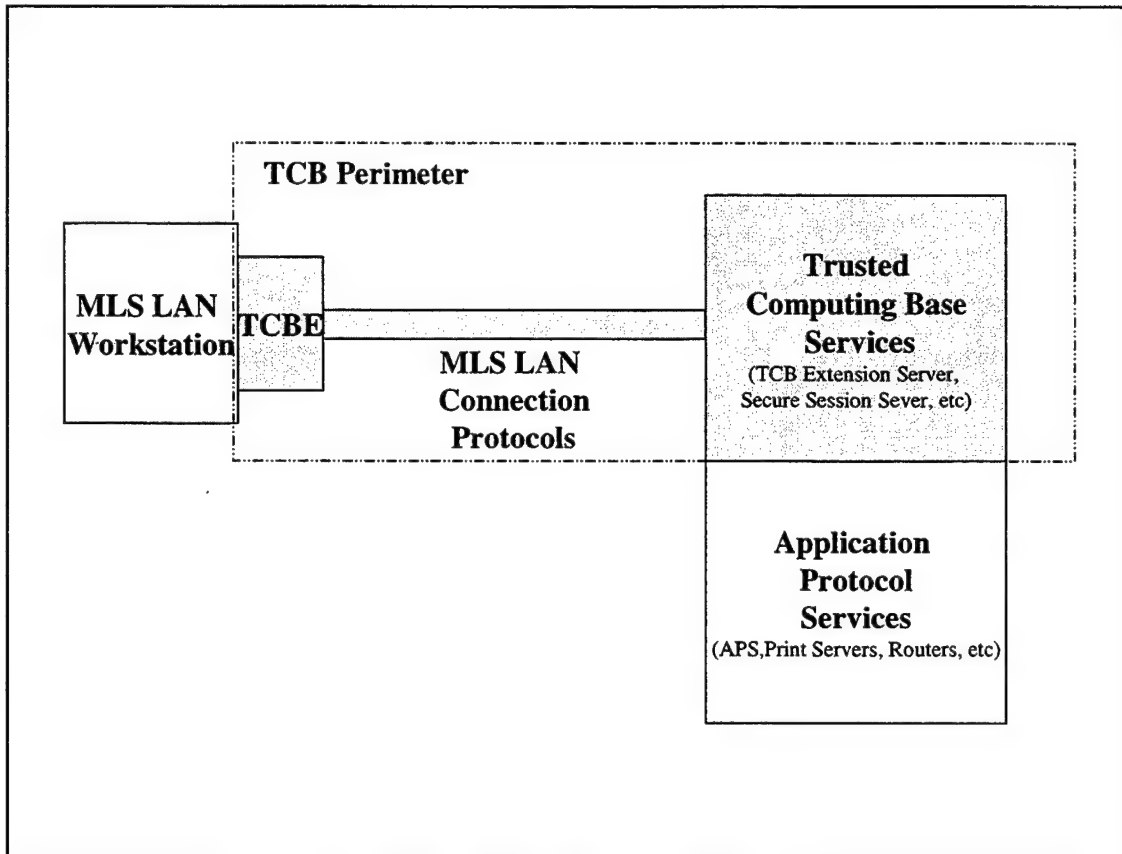 TCB Perimeter
MLS LAN
Workstation
TCBE
MLS LAN
Connection
Protocols
Trusted
Computing Base
Services
(TCB Extension Server,
Secure Session Sever, etc)
Application
Protocol
Services
(APS,Print Servers, Routers, etc)